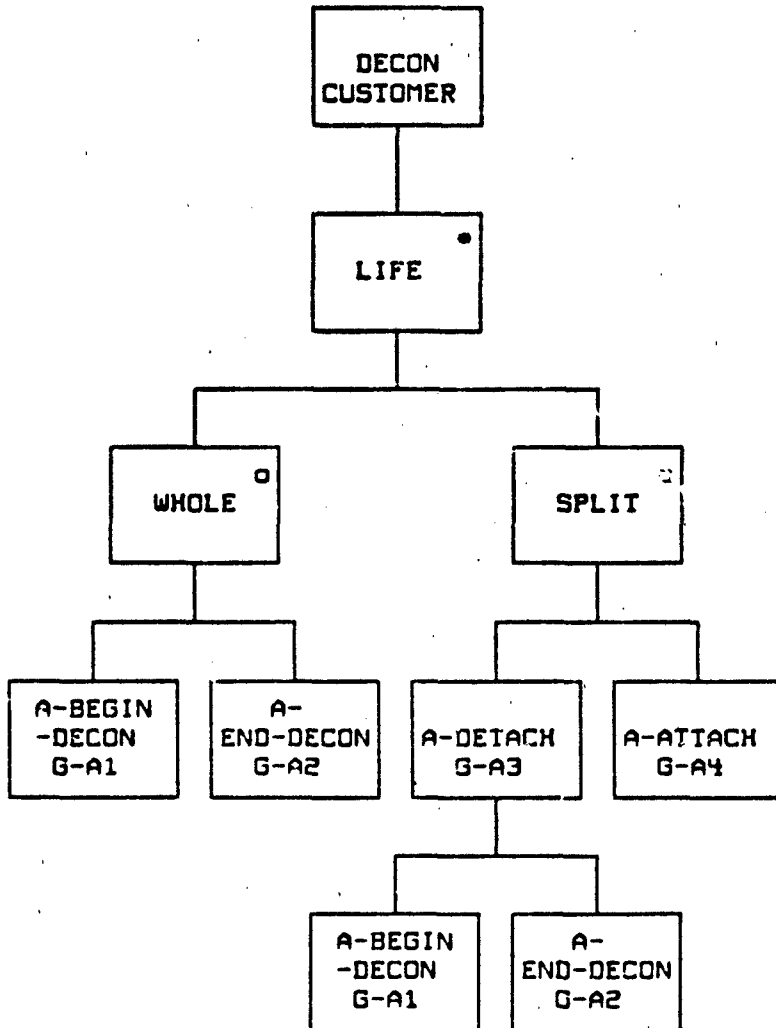 DECON
CUSTOMER
LIFE
WHOLE
SPLIT
A-BEGIN
-DECON
G-A1
A-
END-DECON
G-A2
A-DETACH
G-A3
A-ATTACH
G-A4
A-BEGIN
-DECON
G-A1
A-
END-DECON
G-A2